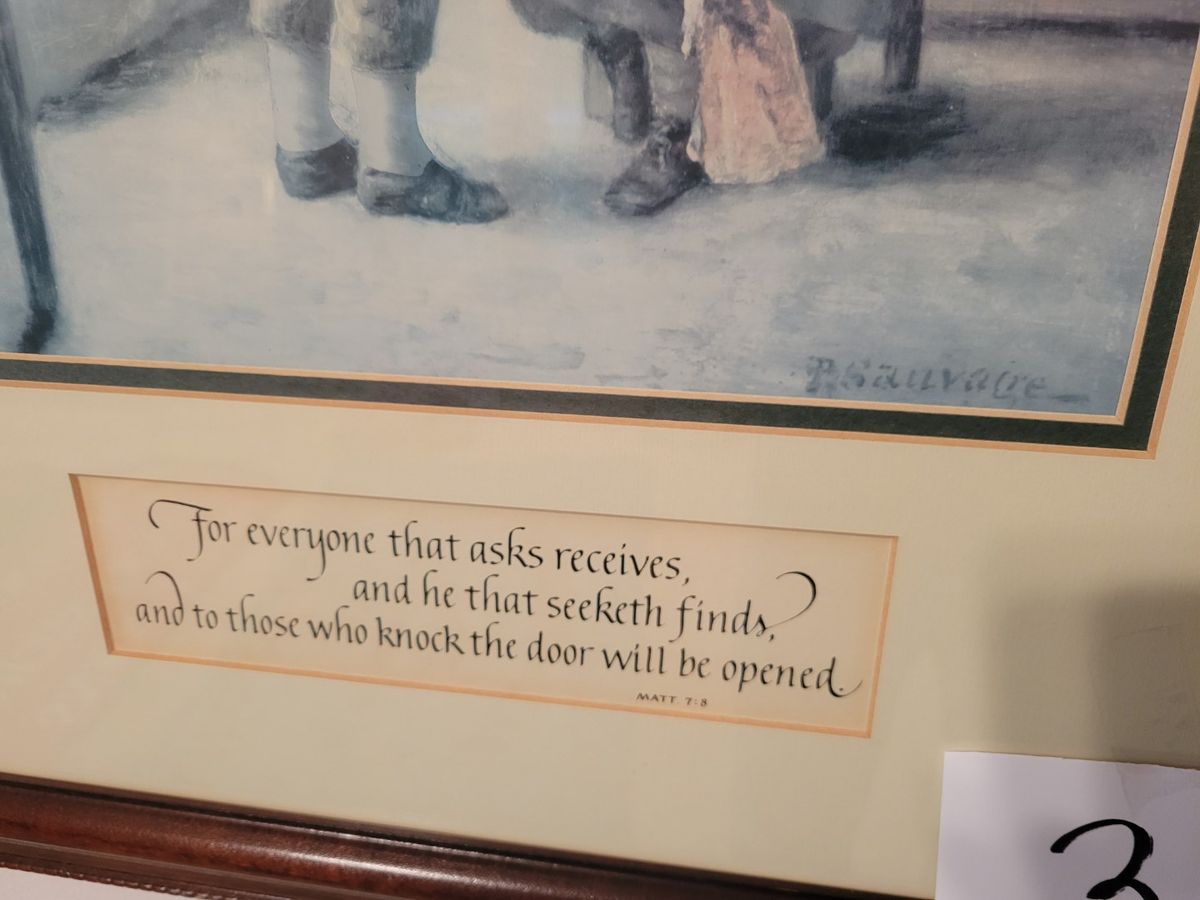 P. Sauvage
For everyone that asks receives,
and he that seeketh finds,
and to those who knock the door will be opened.
MATT 7:8
3